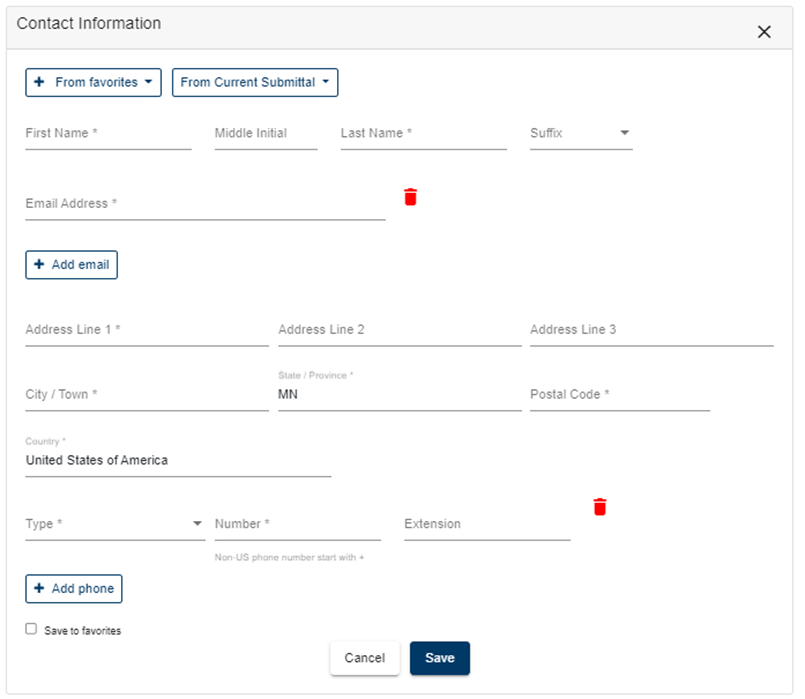 Contact Information
+ From favorites From Current Submittal
First Name * Middle Initial Last Name * Suffix
Email Address *
+ Add email
Address Line 1 * Address Line 2 Address Line 3
State / Province *
City / Town * MN Postal Code *
Country *
United States of America
Type * Number * Extension
Non-US phone number start with +
+ Add phone
Save to favorites
Cancel Save